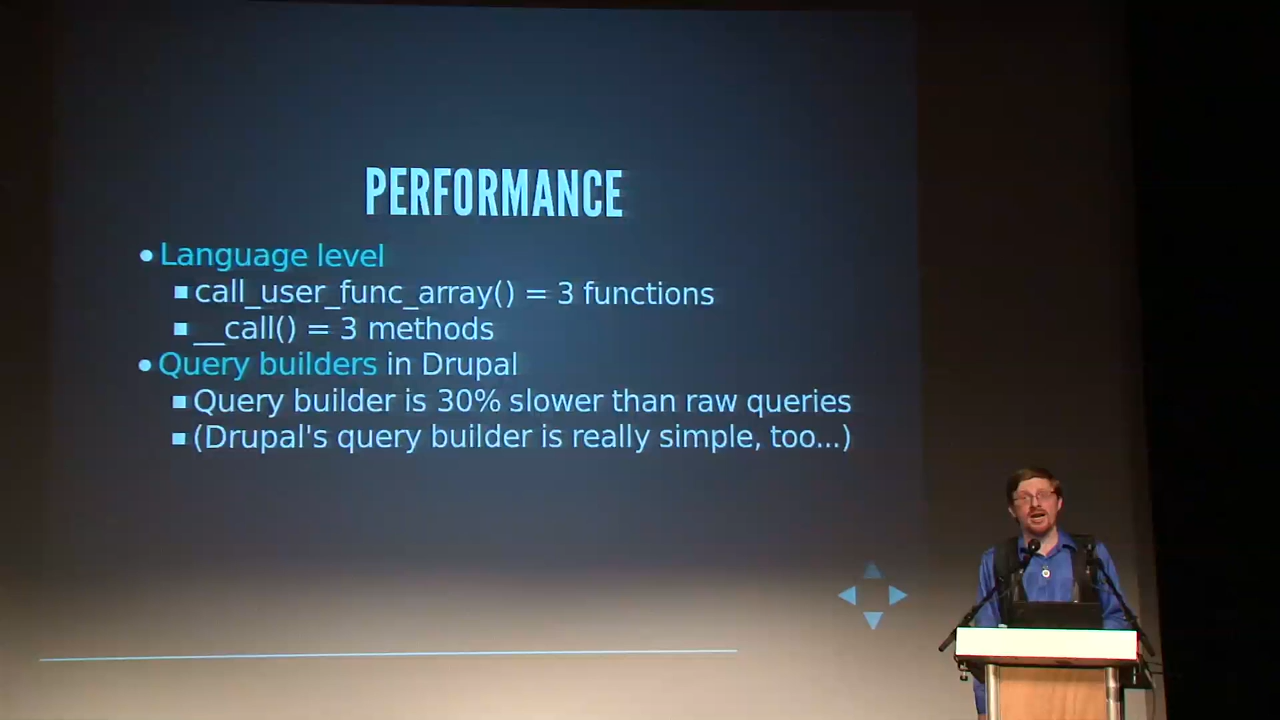 PERFORMANCE
Language level
call_user_func_array() = 3 functions
__call() = 3 methods
Query builders in Drupal
Query builder is 30% slower than raw queries
(Drupal's query builder is really simple, too...)